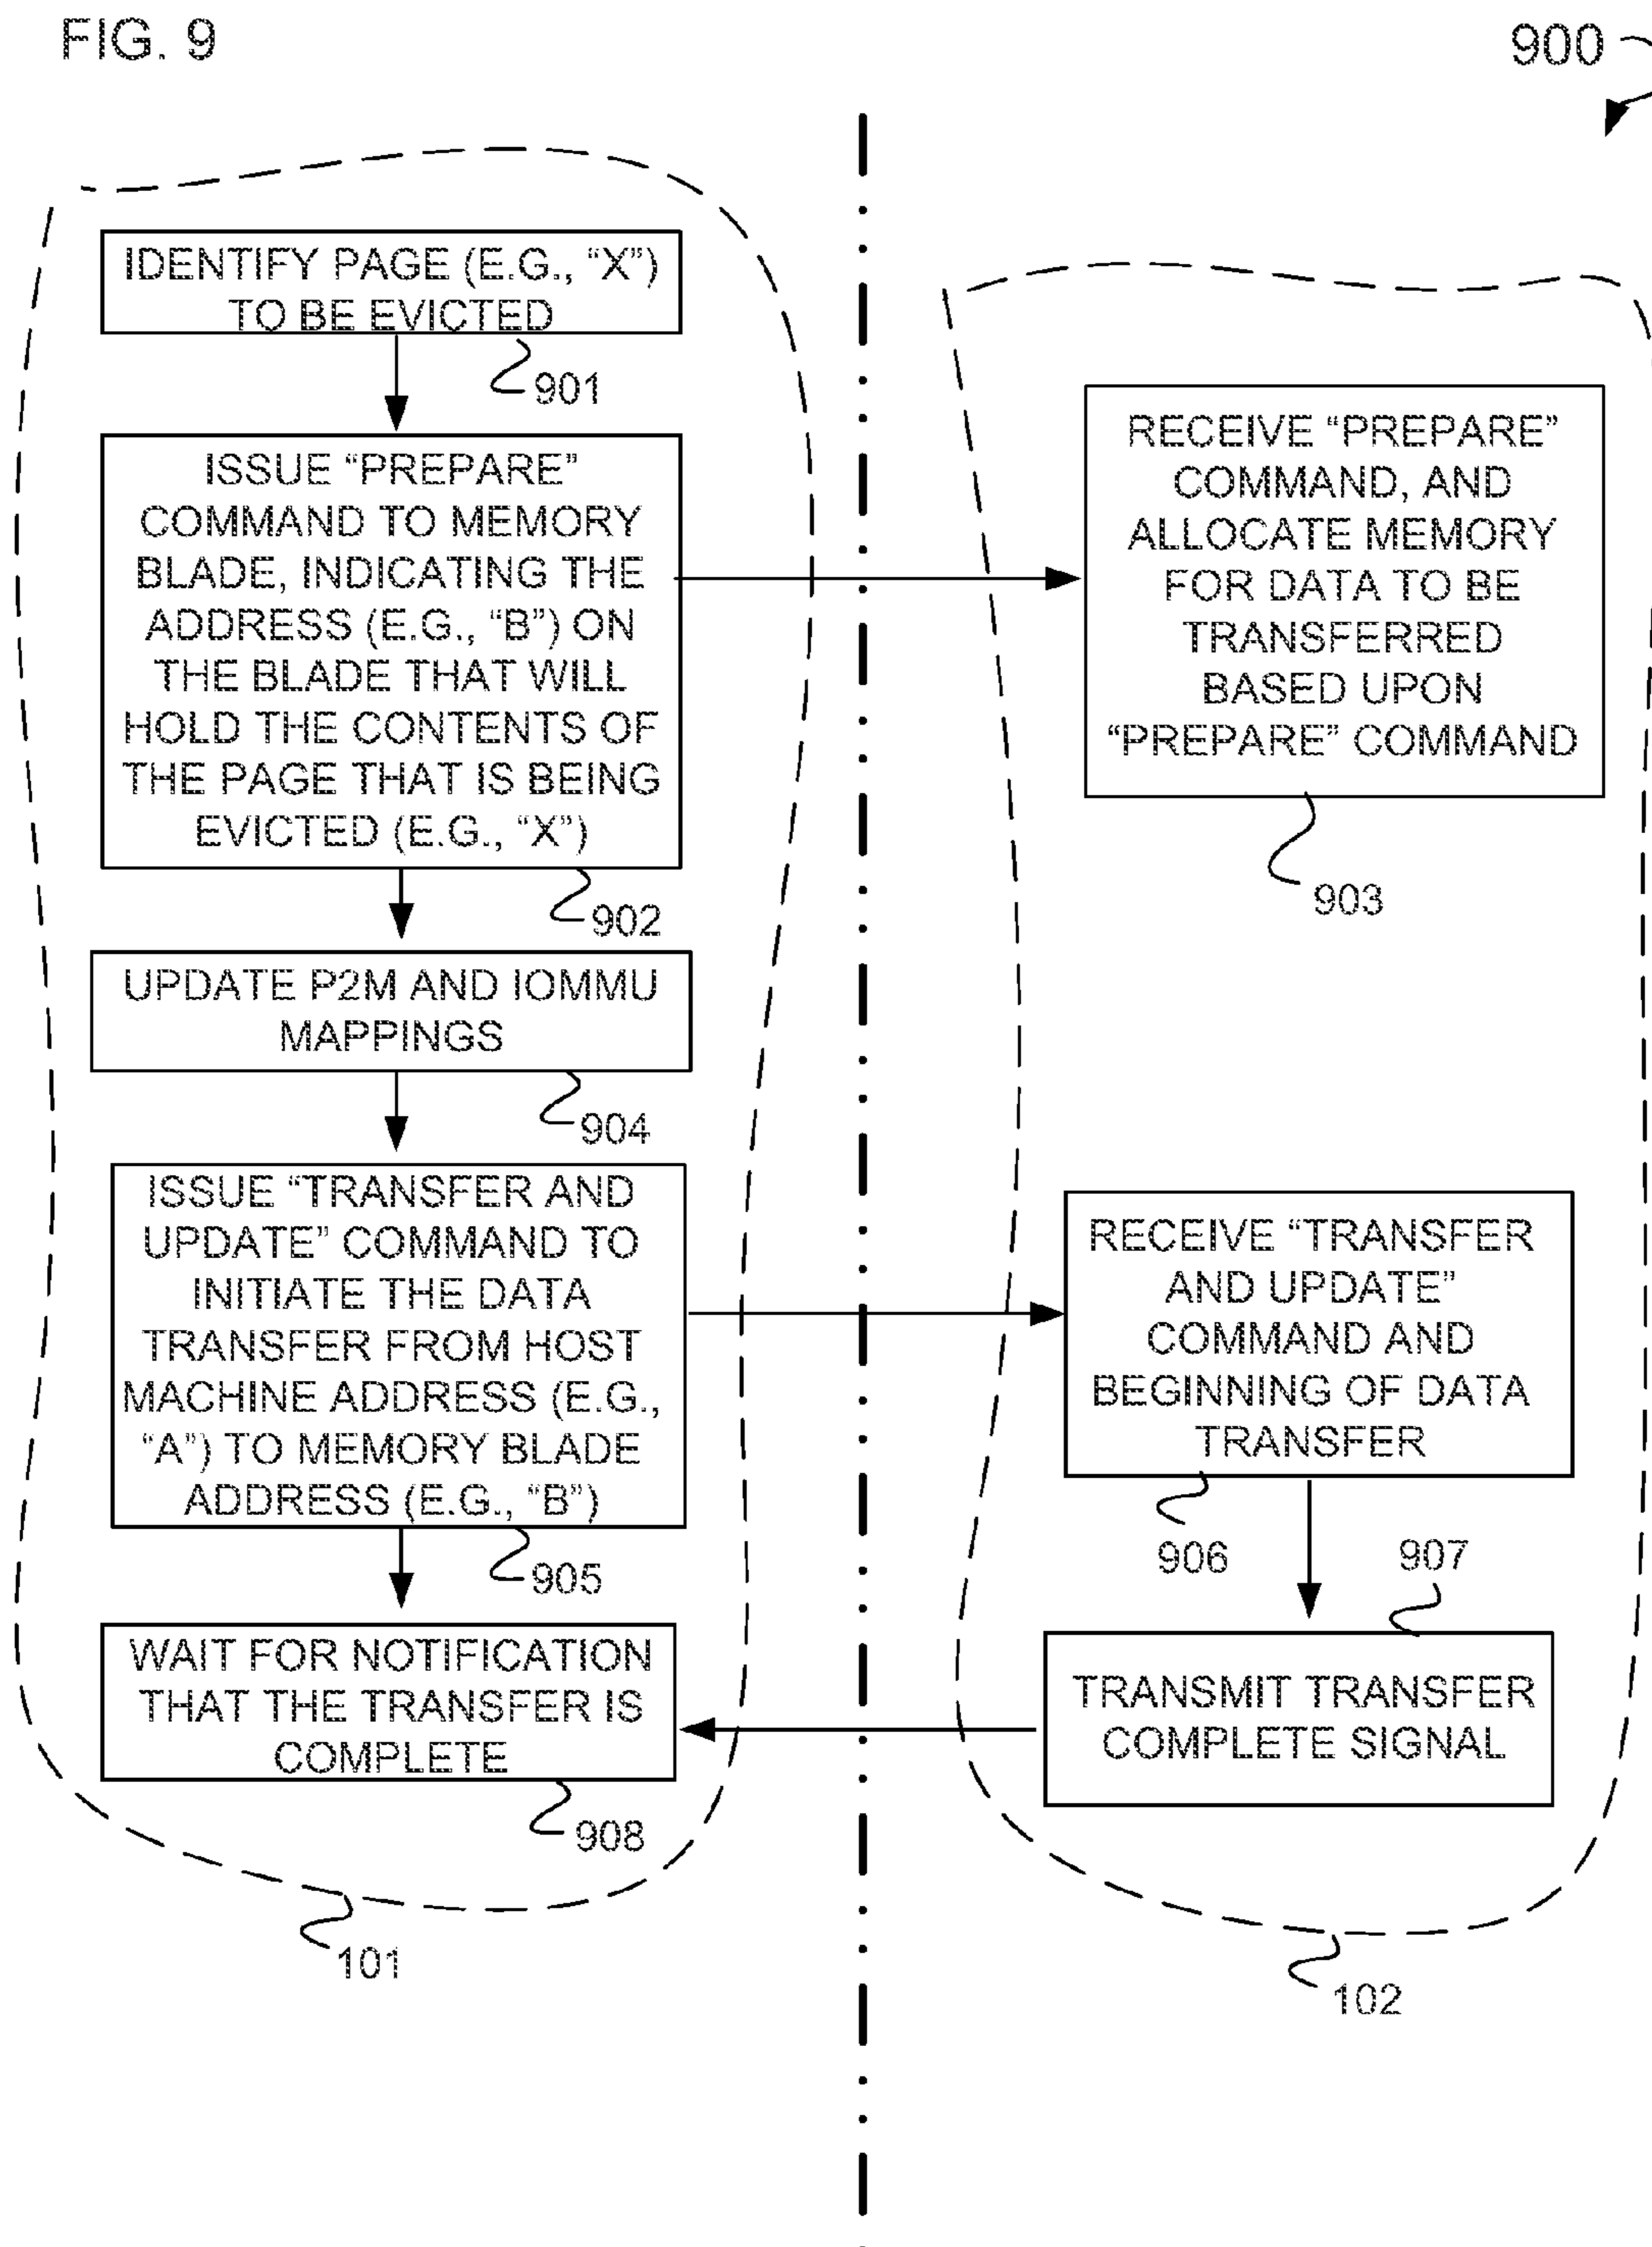 FIG. 9
900
IDENTIFY PAGE (E.G., “X”)
TO BE EVICTED
901
ISSUE “PREPARE”
COMMAND TO MEMORY
BLADE, INDICATING THE
ADDRESS (E.G., “B”) ON
THE BLADE THAT WILL
HOLD THE CONTENTS OF
THE PAGE THAT IS BEING
EVICTED (E.G., “X”)
902
RECEIVE “PREPARE”
COMMAND, AND
ALLOCATE MEMORY
FOR DATA TO BE
TRANSFERRED
BASED UPON
“PREPARE” COMMAND
903
UPDATE P2M AND IOMMU
MAPPINGS
904
ISSUE “TRANSFER AND
UPDATE” COMMAND TO
INITIATE THE DATA
TRANSFER FROM HOST
MACHINE ADDRESS (E.G.,
“A”) TO MEMORY BLADE
ADDRESS (E.G., “B”)
905
RECEIVE “TRANSFER
AND UPDATE”
COMMAND AND
BEGINNING OF DATA
TRANSFER
906
907
WAIT FOR NOTIFICATION
THAT THE TRANSFER IS
COMPLETE
908
TRANSMIT TRANSFER
COMPLETE SIGNAL
101
102